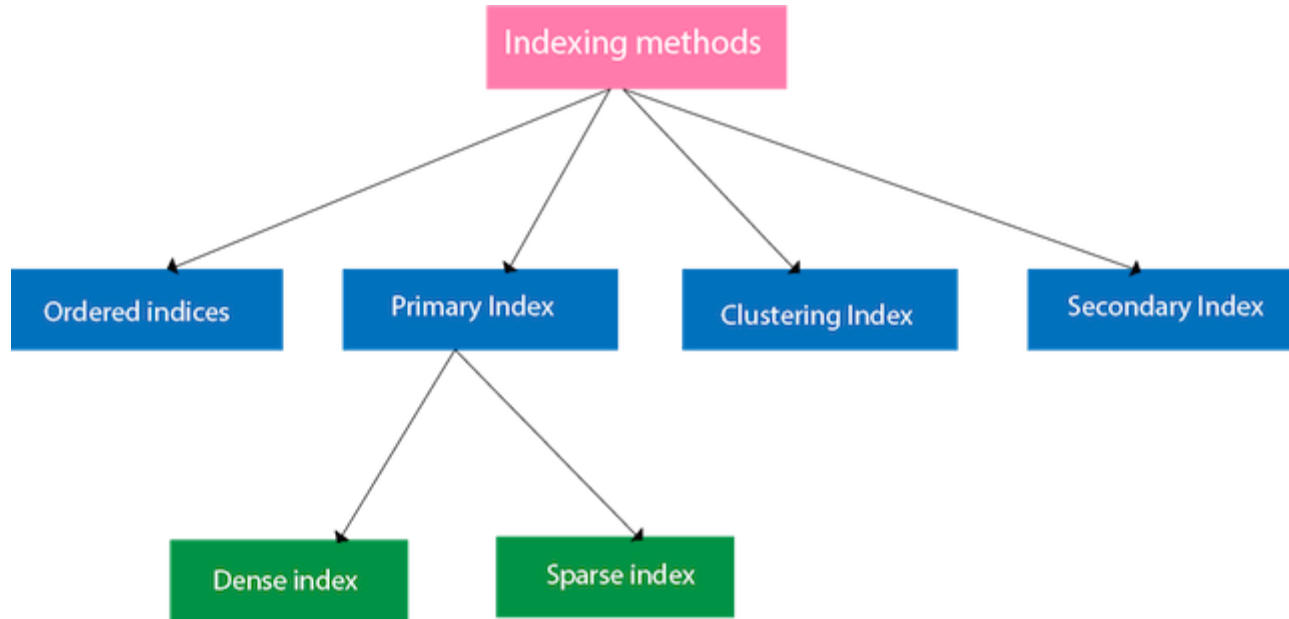 Indexing methods
Ordered indices
Primary Index
Clustering Index
Secondary Index
Dense index
Sparse index